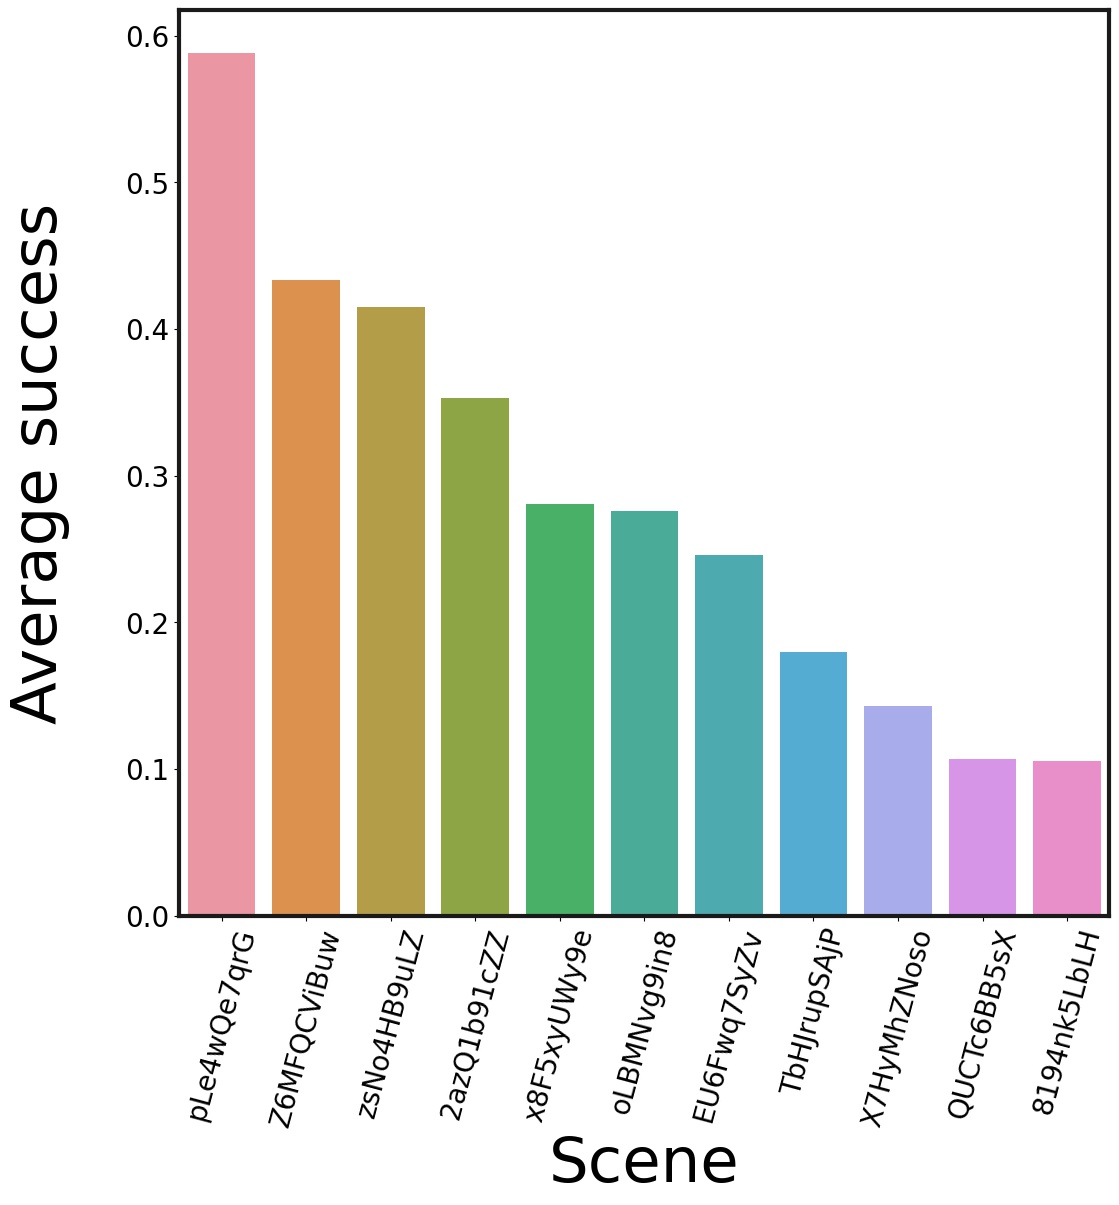 Average success
0.6
0.5
0.4
0.3
0.2
0.1
0.0
pLe4wQe7qrG
Z6MFQCViBuw
zsNo4HB9uLZ
2azQ1b91cZZ
x8F5xyUWy9e
oLBMNvg9in8
EU6Fwq7SyZv
TbHJrupSAjP
X7HyMhZNoso
QUCTc6BB5sX
8194nk5LbLH
Scene